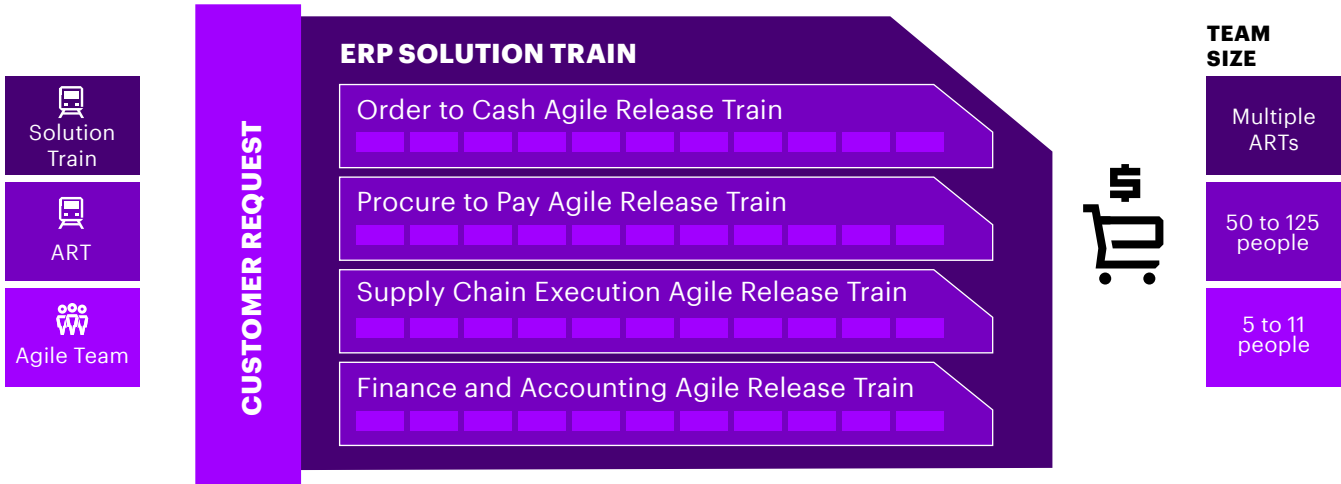 Solution
Train
ART
Agile Team
CUSTOMER REQUEST
ERP SOLUTION TRAIN
Order to Cash Agile Release Train
Procure to Pay Agile Release Train
Supply Chain Execution Agile Release Train
Finance and Accounting Agile Release Train
$
TEAM
SIZE
Multiple
ARTs
50 to 125
people
5 to 11
people